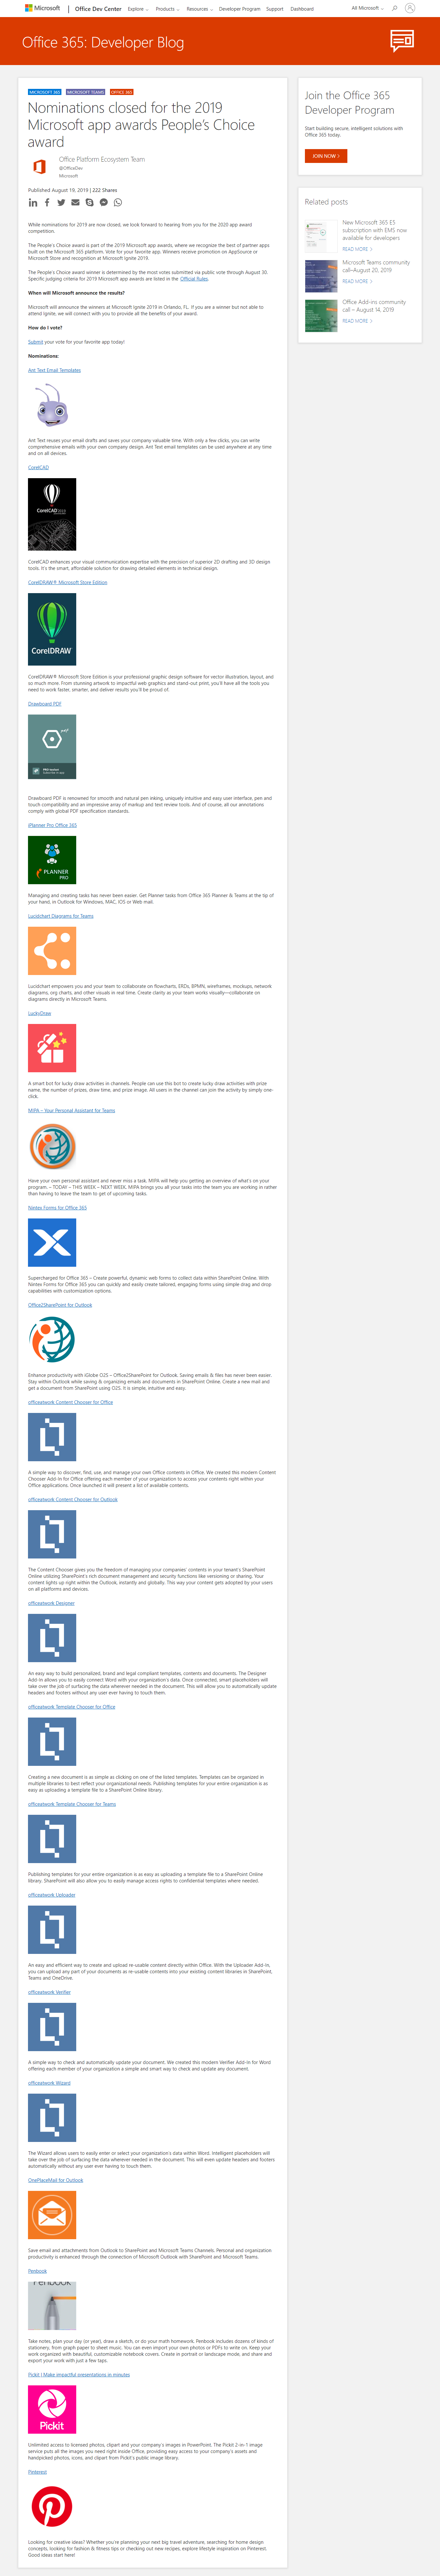 Microsoft | Office Dev Center Explore Products Resources Developer Program Support Dashboard All Microsoft
Office 365: Developer Blog
MICROSOFT 365 MICROSOFT TEAMS OFFICE 365
Nominations closed for the 2019
Microsoft app awards People's Choice
award
Office Platform Ecosystem Team
@OfficeDev
Microsoft
Published August 19, 2019 | 222 Shares
While nominations for 2019 are now closed, we look forward to hearing from you for the 2020 app award
competition.
The People's Choice award is part of the 2019 Microsoft app awards, where we recognize the best of partner apps
built on the Microsoft 365 platform. Vote for your favorite app. Winners will receive promotion on AppSource or
Microsoft Store and recognition at Microsoft Ignite 2019.
The People's Choice winner is determined by the most votes submitted via public vote through August 30.
Specific judging criteria for 2019 Microsoft app awards are posted in the Official Rules.
When will Microsoft announce the results?
Microsoft will announce the winners at Microsoft Ignite 2019 in Orlando, FL. If you are a winner but not able to
attend Ignite, we will connect with you to provide all the benefits of your award.
How do I vote?
Submit your vote for your favorite app today!
Nominations:
Ant Text Email Templates
Ant Text reuses your email drafts and saves your company valuable time. With only a few clicks, you can write
comprehensive emails with your own company design. Ant Text email templates can be used anywhere at any time
and on all devices.
CorelCAD
CorelCAD2019
CorelCAD enhances your visual communication expertise with the precision of superior 2D drafting and 3D design
tools. It's the smart, affordable solution for drawing detailed elements in technical design.
CorelDRAW® Microsoft Store Edition
CorelDRAW
CorelDRAW® Microsoft Store Edition is your professional graphic design software for vector illustration, layout, and
so much more. From stunning artwork to impactful web graphics and stand-out print, you'll have all the tools you
need to work faster, smarter, and deliver results you'll be proud of.
Drawboard PDF
Drawboard PDF is renowned for smooth and natural pen inking, uniquely intuitive and easy user interface, pen and
touch compatibility and an impressive array of markup and text review tools. And of course, all our annotations
comply with global PDF specification standards.
iPlanner Pro Office 365
PLANNER
PRO
Managing and creating tasks has never been easier. Get Planner tasks from Office 365 Planner & Teams at the tip of
your hand, in Outlook for Windows, MAC, IOS or Web mail.
Lucidchart Diagrams for Teams
Lucidchart empowers you and your team to collaborate on flowcharts, ERDs, BPMN, wireframes, mockups, network
diagrams, org charts, and other visuals in real time. Create clarity as your team works visually—collaborate on
diagrams directly in Microsoft Teams.
LuckyDraw
A smart bot for lucky draw activities in channels. People can use this bot to create lucky draw activities with prize
name, the number of prizes, draw time, and prize image. All users in the channel can join the activity by simply one-
click.
MIPA – Your Personal Assistant for Teams
Have your own personal assistant and never miss a task. MIPA will help you getting an overview of what's on your
program. – TODAY – THIS WEEK – NEXT WEEK. MIPA brings you all your tasks into the team you are working in rather
than having to leave the team to get of upcoming tasks.
Nintex Forms for Office 365
Supercharged for Office 365 – Create powerful, dynamic web forms to collect data within SharePoint Online. With
Nintex Forms for Office 365 you can quickly and easily create tailored, engaging forms using simple drag and drop
capabilities with customization options.
Office2SharePoint for Outlook
Enhance productivity with iGlobe O2S – Office2SharePoint for Outlook. Saving emails & files has never been easier.
Stay within Outlook while saving & organizing emails and documents in SharePoint Online. Create a new mail and
get a document from SharePoint using O2S. It is simple, intuitive and easy.
officeatwork Content Chooser for Office
A simple way to discover, find, use, and manage your own Office contents in Office. We created this modern Content
Chooser Add-In for Office offering each member of your organization to access your contents right within your
Office applications. Once launched it will present a list of available contents.
officeatwork Content Chooser for Outlook
The Content Chooser gives you the freedom of managing your companies' contents in your tenant's SharePoint
Online utilizing SharePoint's rich document management and security functions like versioning or sharing. Your
content lights up right within the Outlook, instantly and globally. This way your content gets adopted by your users
on all platforms and devices.
officeatwork Designer
An easy way to build personalized, brand and legal compliant templates, contents and documents. The Designer
Add-In allows you to easily connect Word with your organization's data. Once connected, smart placeholders will
take over the job of surfacing the data wherever needed in the document. This will allow you to automatically update
headers and footers without any user ever having to touch them.
officeatwork Template Chooser for Office
Creating a new document is as simple as clicking on one of the listed templates. Templates can be organized in
multiple libraries to best reflect your organizational needs. Publishing templates for your entire organization is as
easy as uploading a template file to a SharePoint Online library.
officeatwork Template Chooser for Teams
Publishing templates for your entire organization is as easy as uploading a template file to a SharePoint Online
library. SharePoint will also allow you to easily manage access rights to confidential templates where needed.
officeatwork Uploader
An easy and efficient way to create and upload re-usable content directly within Office. With the Uploader Add-In,
you can upload any part of your documents as re-usable contents into your existing content libraries in SharePoint,
Teams and OneDrive.
officeatwork Verifier
A simple way to check and automatically update your document. We created this modern Verifier Add-In for Word
offering each member of your organization a simple and smart way to check and update any document.
officeatwork Wizard
The Wizard allows users to easily enter or select your organization's data within Word. Intelligent placeholders will
take over the job of surfacing the data wherever needed in the document. This will even update headers and footers
automatically without any user ever having to touch them.
OnePlaceMail for Outlook
Save email and attachments from Outlook to SharePoint and Microsoft Teams Channels. Personal and organization
productivity is enhanced through the connection of Microsoft Outlook with SharePoint and Microsoft Teams.
Penbook
Penbook
Take notes, plan your day (or year), draw a sketch, or do your math homework. Penbook includes dozens of kinds of
stationery, from graph paper to sheet music. You can even import your own photos or PDFs to write on. Keep your
work organized with beautiful, customizable notebook covers. Create in portrait or landscape mode, and share and
export your work with just a few taps.
Pickit | Make impactful presentations in minutes
Pickit
Unlimited access to licensed photos, clipart and your company's images in PowerPoint. The Pickit 2-in-1 image
service puts all the images you need right inside Office, providing easy access to your company's assets and
handpicked photos, icons, and clipart from Pickit's public image library.
Pinterest
Looking for creative ideas? Whether you're planning your next big travel adventure, searching for home design
concepts, looking for fashion & fitness tips or checking out new recipes, explore lifestyle inspiration on Pinterest.
Good ideas start here!
Join the Office 365
Developer Program
Start building secure, intelligent solutions with
Office 365 today.
JOIN NOW
Related posts
New Microsoft 365 E5
subscription with EMS now
available for developers
READ MORE
Microsoft Teams community
call–August 20, 2019
READ MORE
Office Add-ins community
call – August 14, 2019
READ MORE